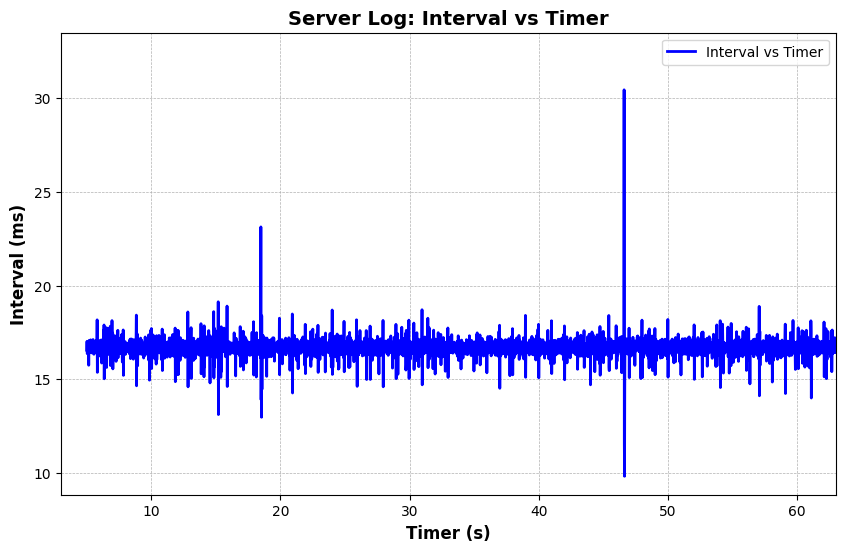 Server Log: Interval vs Timer
Interval vs Timer
30
25
20
15
10
Interval (ms)
10 20 30 40 50 60
Timer (s)